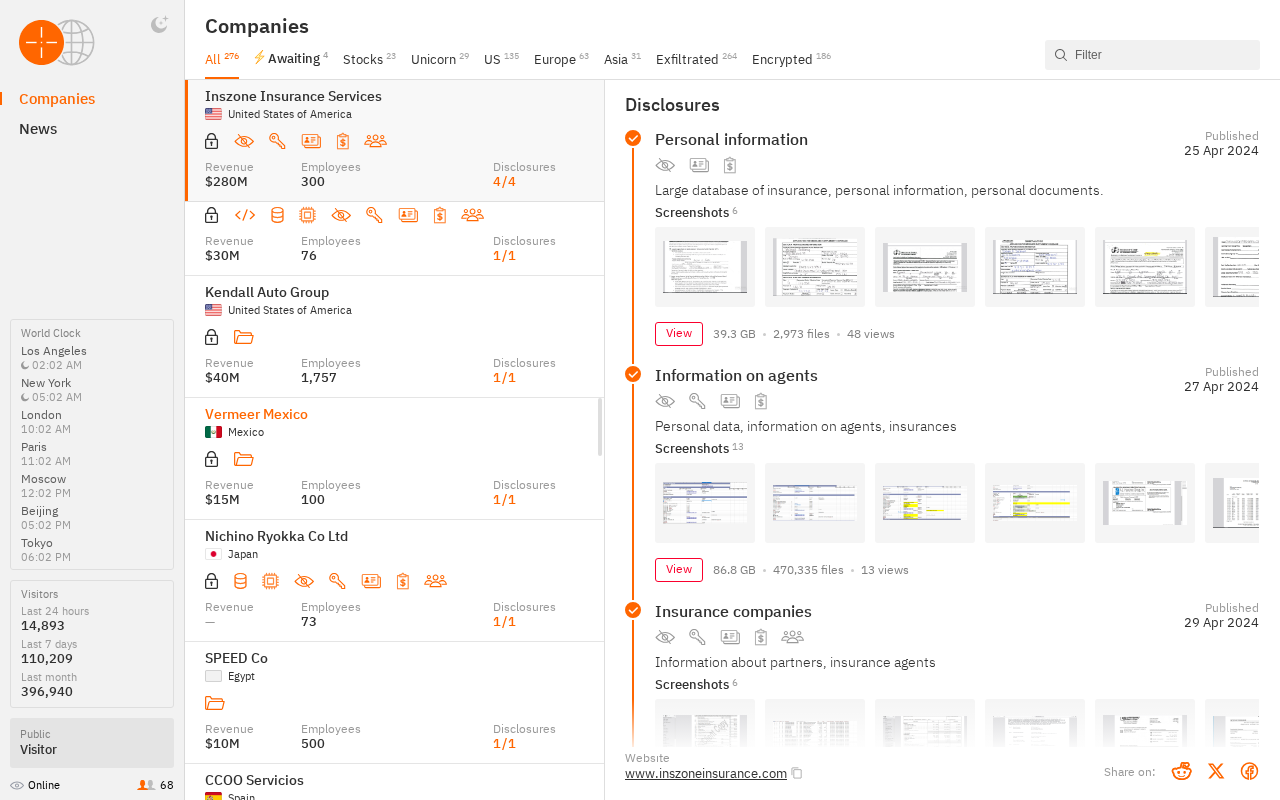 Companies
News
World Clock
Los Angeles
02:02 AM
New York
05:02 AM
London
10:02 AM
Paris
11:02 AM
Moscow
12:02 PM
Beijing
05:02 PM
Tokyo
06:02 PM
Visitors
Last 24 hours
14,893
Last 7 days
110,209
Last month
396,940
Public
Visitor
Online 68
Companies
All 276 Awaiting 4 Stocks 23 Unicorn 29 US 135 Europe 63 Asia 31 Exfiltrated 264 Encrypted 186
Filter
Inszone Insurance Services
United States of America
Revenue Employees Disclosures
$280M 300 4/4
Revenue Employees Disclosures
$30M 76 1/1
Kendall Auto Group
United States of America
Revenue Employees Disclosures
$40M 1,757 1/1
Vermeer Mexico
Mexico
Revenue Employees Disclosures
$15M 100 1/1
Nichino Ryokka Co Ltd
Japan
Revenue Employees Disclosures
— 73 1/1
SPEED Co
Egypt
Revenue Employees Disclosures
$10M 500 1/1
CCOO Servicios
Spain
Disclosures
Personal information
Published
25 Apr 2024
Large database of insurance, personal information, personal documents.
Screenshots 6
View 39.3 GB • 2,973 files • 48 views
Information on agents
Published
27 Apr 2024
Personal data, information on agents, insurances
Screenshots 13
View 86.8 GB • 470,335 files • 13 views
Insurance companies
Published
29 Apr 2024
Information about partners, insurance agents
Screenshots 6
Website
www.inszoneinsurance.com
Share on: